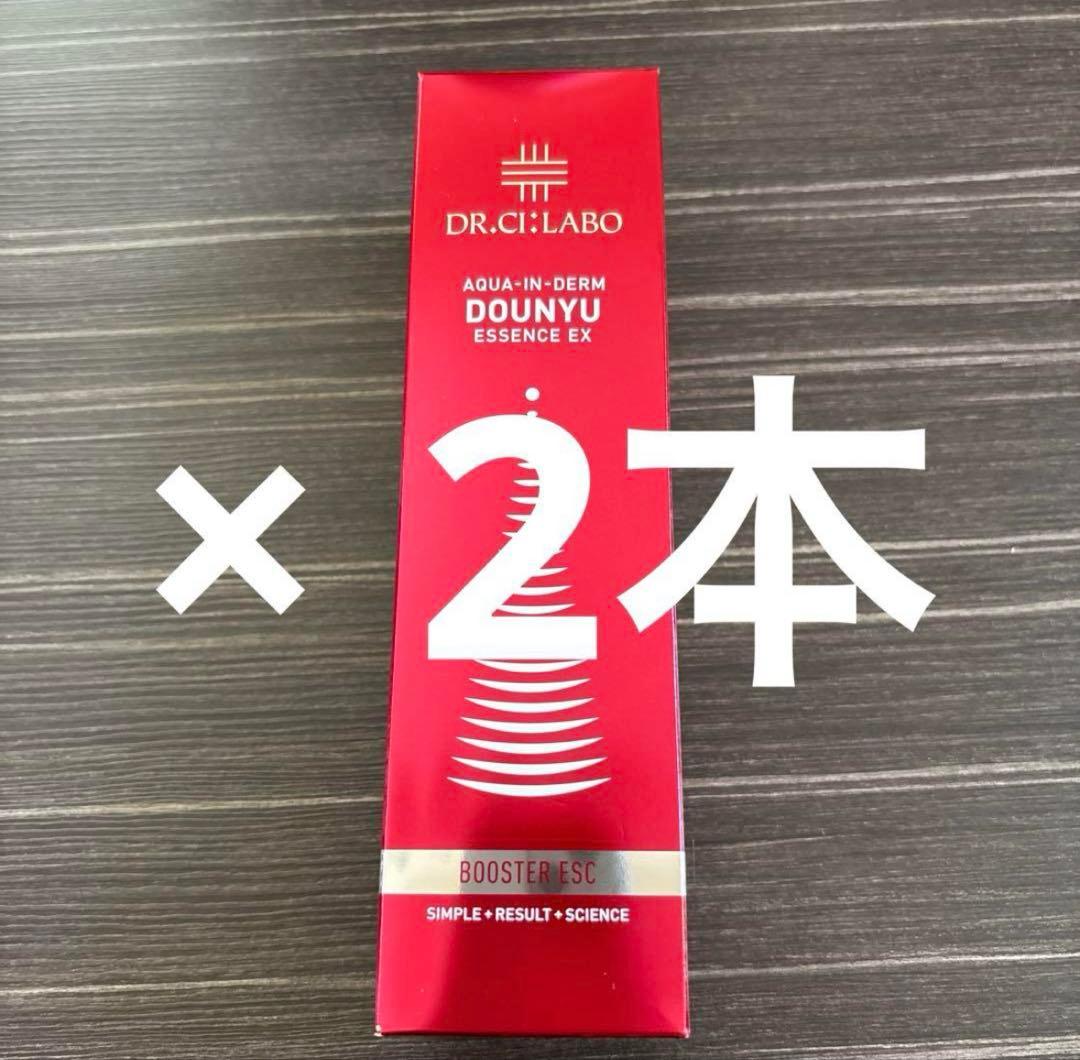 DR.CI:LABO
AQUA-IN-DERM
DOUNYU
ESSENCE EX
× 2本
BOOSTER ESC
SIMPLE+RESULT+SCIENCE